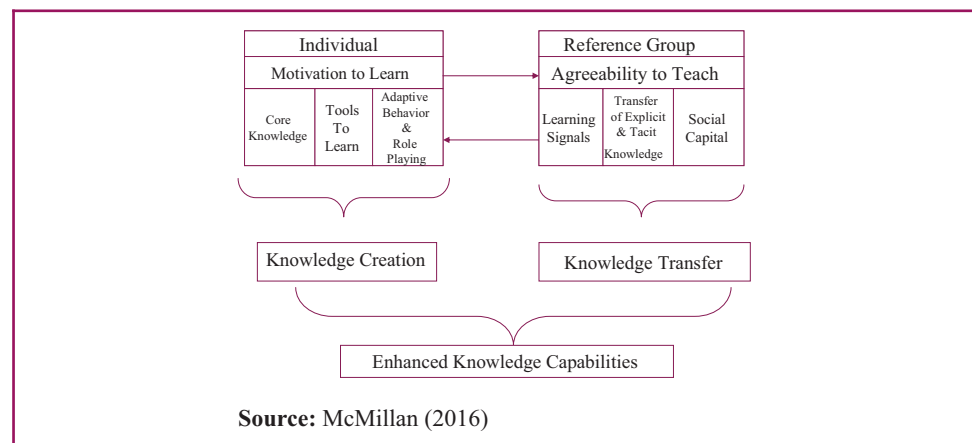 Individual
Motivation to Learn
Core
Knowledge
Tools
To
Learn
Adaptive
Behavior
&
Role
Playing
Reference Group
Agreeability to Teach
Learning
Signals
Transfer
of Explicit
& Tacit
Knowledge
Social
Capital
Knowledge Creation
Knowledge Transfer
Enhanced Knowledge Capabilities
Source: McMillan (2016)